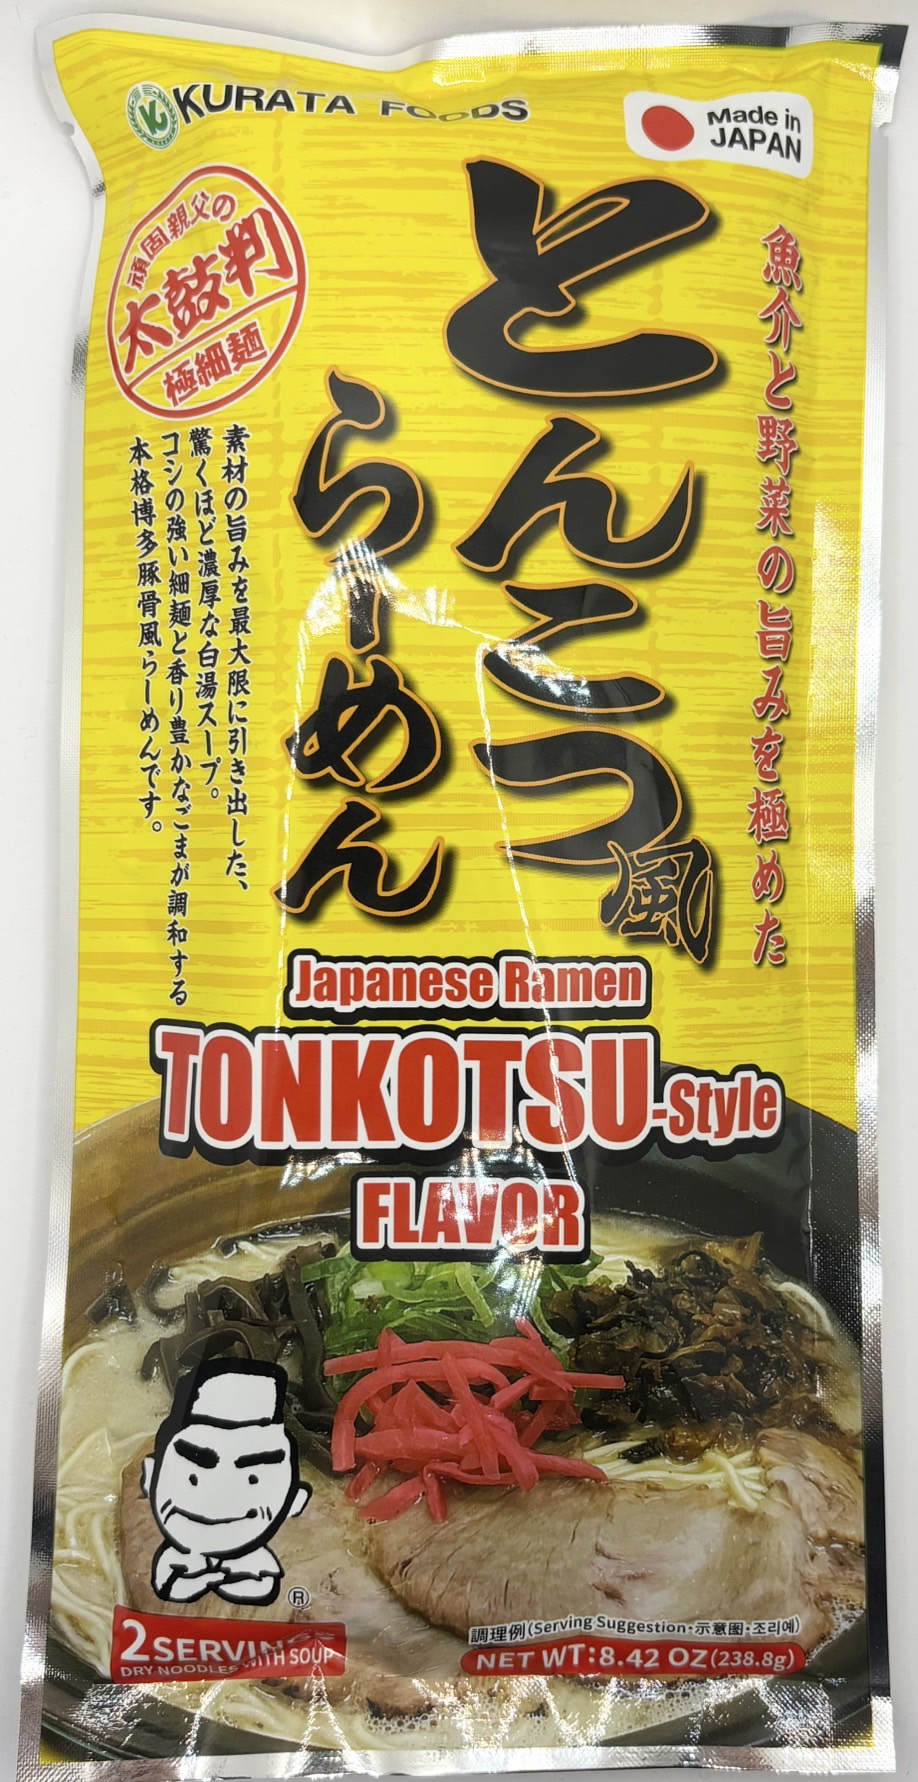 KURATA FOODS
Made in
JAPAN
頑固親父の
太鼓判
極細麺
魚介と野菜の旨みを極めた
とんこつ風
らーめん
素材の旨みを最大限に引き出した、
驚くほど濃厚な白湯スープ。
コシの強い細麺と香り豊かなごまが調和する
本格博多豚骨風らーめんです。
Japanese Ramen
TONKOTSU-Style
FLAVOR
2 SERVINGS
DRY NOODLES WITH SOUP
調理例(Serving Suggestion・示意图・조리예)
NET WT:8.42 OZ(238.8g)
®